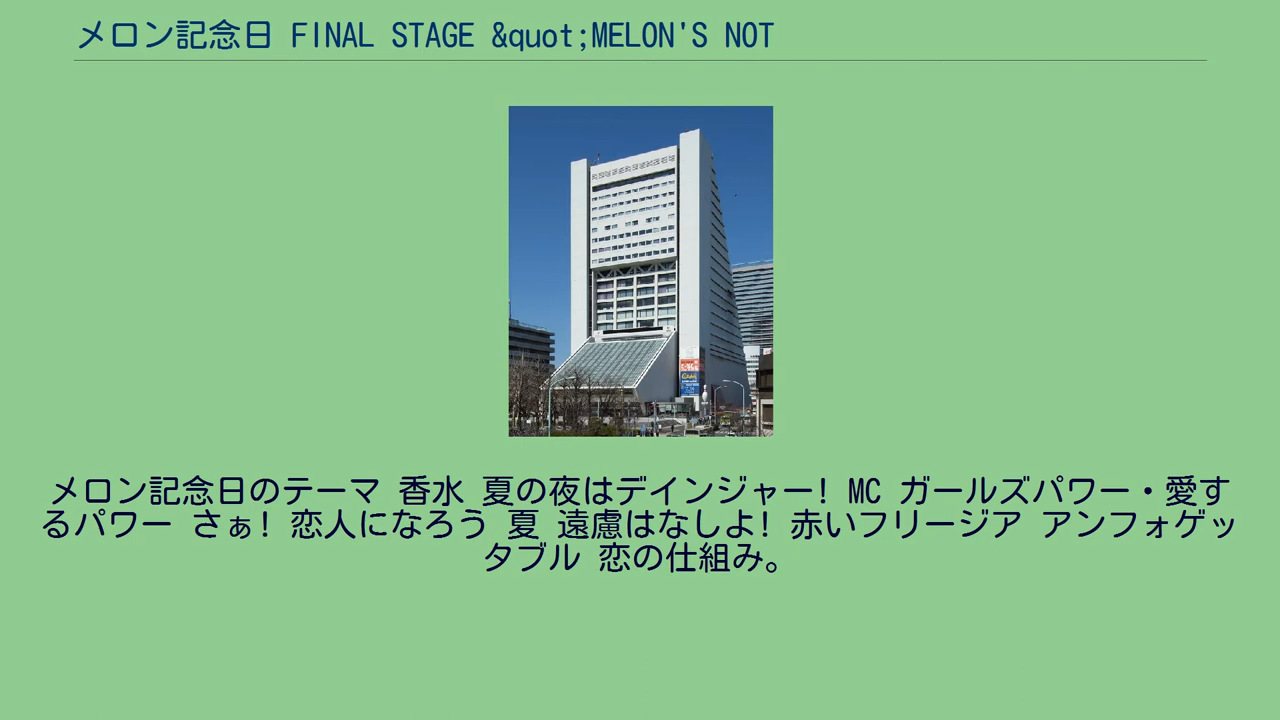 メロン記念日 FINAL STAGE &quot;MELON'S NOT
メロン記念日のテーマ 香水 夏の夜はデインジャー! MC ガールズパワー・愛す
るパワー さぁ! 恋人になろう 夏 遠慮はなしよ! 赤いフリージア アンフォゲッ
タブル 恋の仕組み。